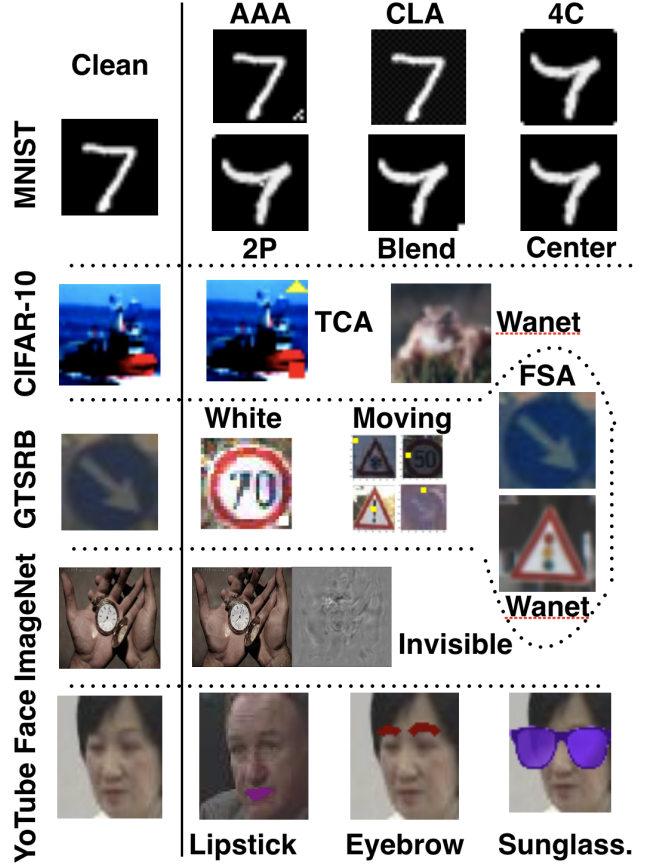 AAA
CLA
4C
Clean
MNIST
2P
Blend
Center
CIFAR-10
TCA
Wanet
FSA
GTSRB
White
Moving
70
50
Wanet
ImageNet
Invisible
YoTube Face
Lipstick
Eyebrow
Sunglass.